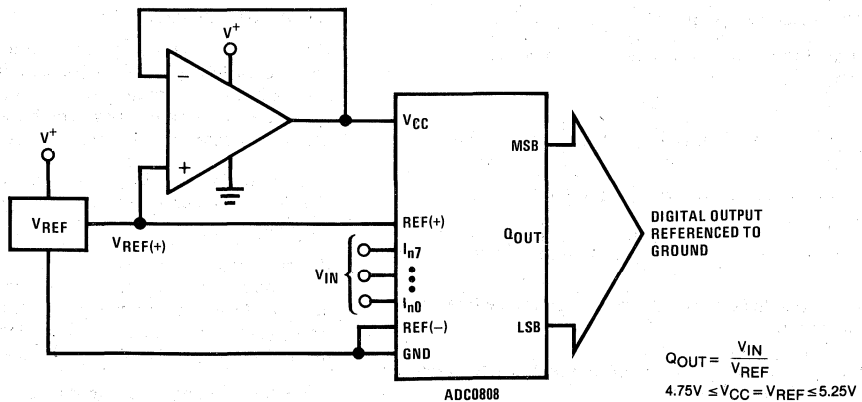 V+
V+
−
+
VCC
MSB
VREF
VREF(+)
REF(+)
In7
VIN
In0
REF(−)
GND
QOUT
LSB
DIGITAL OUTPUT
REFERENCED TO
GROUND
ADC0808
QOUT = VIN
VREF
4.75V ≤ VCC = VREF ≤ 5.25V